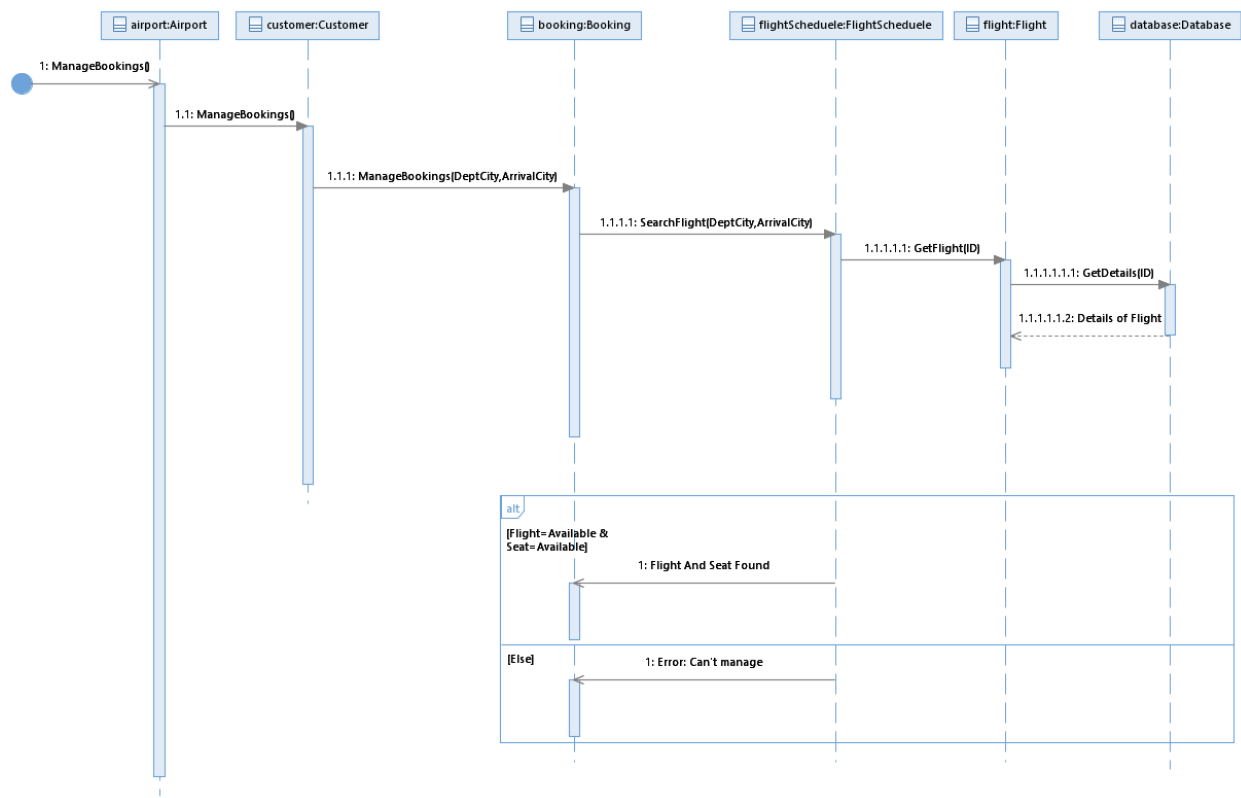 airport:Airport
customer:Customer
booking:Booking
flightScheduele:FlightScheduele
flight:Flight
database:Database
1: ManageBookings()
1.1: ManageBookings()
1.1.1: ManageBookings(DeptCity,ArrivalCity)
1.1.1.1: SearchFlight(DeptCity,ArrivalCity)
1.1.1.1.1: GetFlight(ID)
1.1.1.1.1.1: GetDetails(ID)
1.1.1.1.1.2: Details of Flight
alt
[Flight=Available &
Seat=Available]
1: Flight And Seat Found
[Else]
1: Error: Can't manage